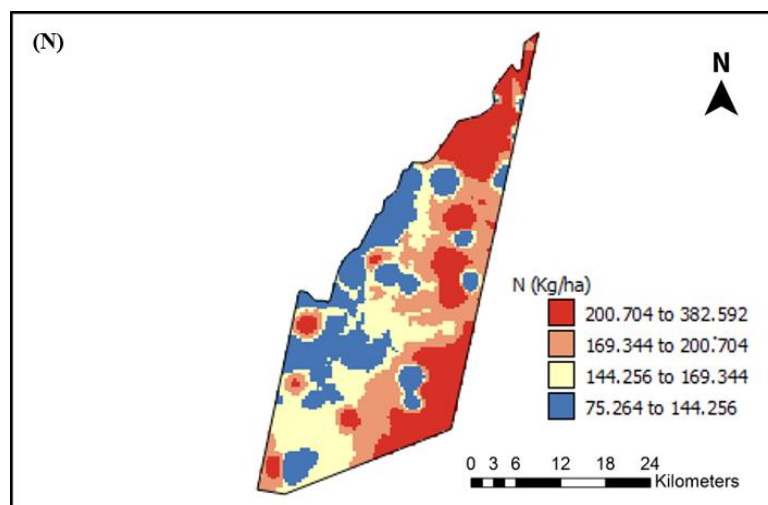 (N)
N
N (Kg/ha)
200.704 to 382.592
169.344 to 200.704
144.256 to 169.344
75.264 to 144.256
0 3 6 12 18 24
Kilometers